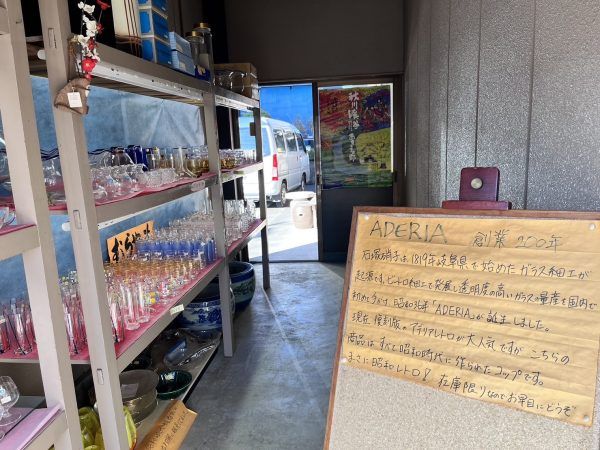 ADERIA 創業200年
石塚硝子は1819年岐阜県で始めたガラス細工が
起源です。ビードロ細工で発展し透明度の高いガラスの量産を国内で
初めて行い、昭和36年「ADERIA」が誕生しました。
現在、復刻版のアデリアレトロが大人気ですが こちらの
商品はすべて昭和時代に作られたコップです。
まさに昭和レトロ! 在庫限りなのでお早目にどうぞ